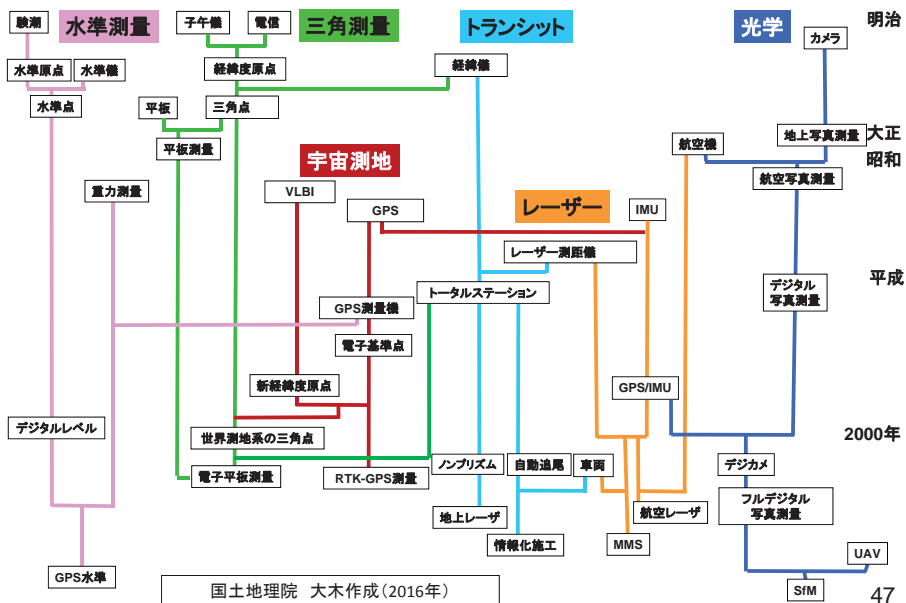 水準測量
三角測量
トランシット
光学
明治
験潮
子午儀
電信
カメラ
水準原点
水準儀
経緯度原点
経緯儀
水準点
平板
三角点
地上写真測量
大正
平板測量
航空機
昭和
宇宙測地
航空写真測量
重力測量
VLBI
GPS
レーザー
IMU
レーザー測距儀
平成
トータルステーション
デジタル
写真測量
GPS測量機
電子基準点
新経緯度原点
GPS/IMU
デジタルレベル
世界測地系の三角点
2000年
電子平板測量
RTK-GPS測量
ノンプリズム
自動追尾
車両
デジカメ
地上レーザ
航空レーザ
フルデジタル
写真測量
情報化施工
MMS
UAV
GPS水準
SfM
国土地理院 大木作成(2016年)
47